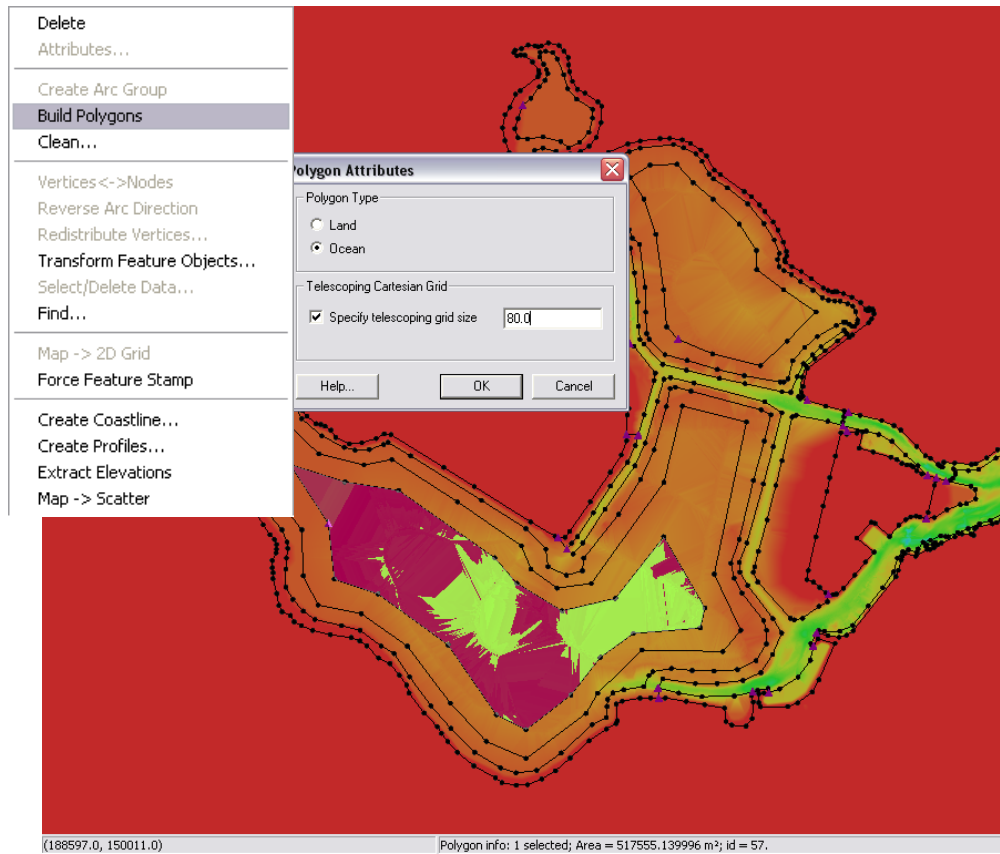 Delete
Attributes...
Create Arc Group
Build Polygons
Clean...
Vertices<->Nodes
Reverse Arc Direction
Redistribute Vertices...
Transform Feature Objects...
Select/Delete Data...
Find...
Map -> 2D Grid
Force Feature Stamp
Create Coastline...
Create Profiles...
Extract Elevations
Map -> Scatter
Polygon Attributes
Polygon Type
Land
Ocean
Telescoping Cartesian Grid
Specify telescoping grid size 80.0
Help... OK Cancel
(188597.0, 150011.0) Polygon info: 1 selected; Area = 517555.139996 m²; id = 57.